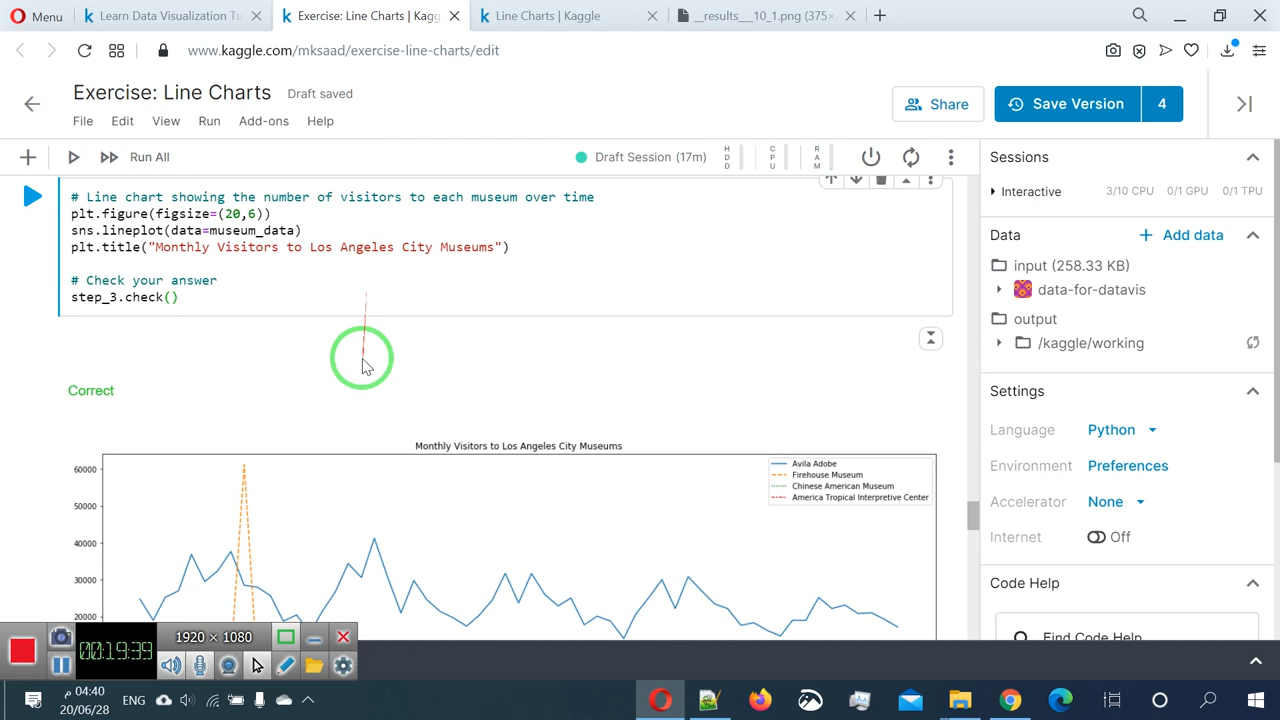 Menu
Learn Data Visualization Tu
Exercise: Line Charts | Kagg
Line Charts | Kaggle
__results___10_1.png (375×
www.kaggle.com/mksaad/exercise-line-charts/edit
Exercise: Line Charts
Draft saved
File Edit View Run Add-ons Help
Share
Save Version 4
Run All
Draft Session (17m)
HDD
CPU
RAM
# Line chart showing the number of visitors to each museum over time
plt.figure(figsize=(20,6))
sns.lineplot(data=museum_data)
plt.title("Monthly Visitors to Los Angeles City Museums")
# Check your answer
step_3.check()
Correct
Monthly Visitors to Los Angeles City Museums
60000
50000
40000
30000
20000
Avila Adobe
Firehouse Museum
Chinese American Museum
America Tropical Interpretive Center
Sessions
Interactive 3/10 CPU 0/1 GPU 0/1 TPU
Data + Add data
input (258.33 KB)
data-for-datavis
output
/kaggle/working
Settings
Language Python
Environment Preferences
Accelerator None
Internet Off
Code Help
Find Code Help
00:19:39
1920 × 1080
04:40 م
20/06/28
ENG